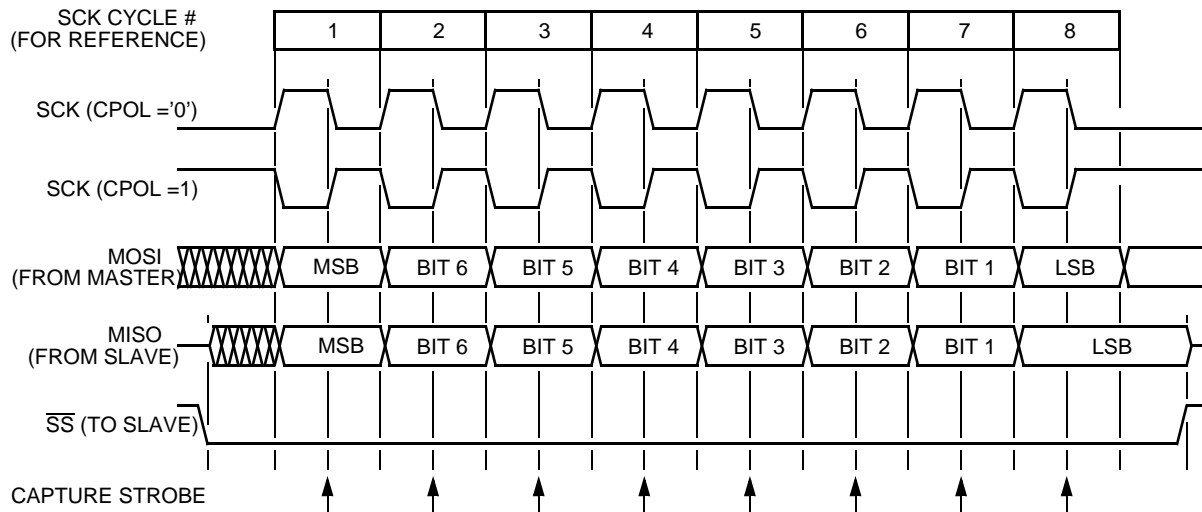 SCK CYCLE #
(FOR REFERENCE)
1 2 3 4 5 6 7 8
SCK (CPOL ='0')
SCK (CPOL =1)
MOSI
(FROM MASTER)
MSB BIT 6 BIT 5 BIT 4 BIT 3 BIT 2 BIT 1 LSB
MISO
(FROM SLAVE)
MSB BIT 6 BIT 5 BIT 4 BIT 3 BIT 2 BIT 1 LSB
S̅S̅ (TO SLAVE)
CAPTURE STROBE